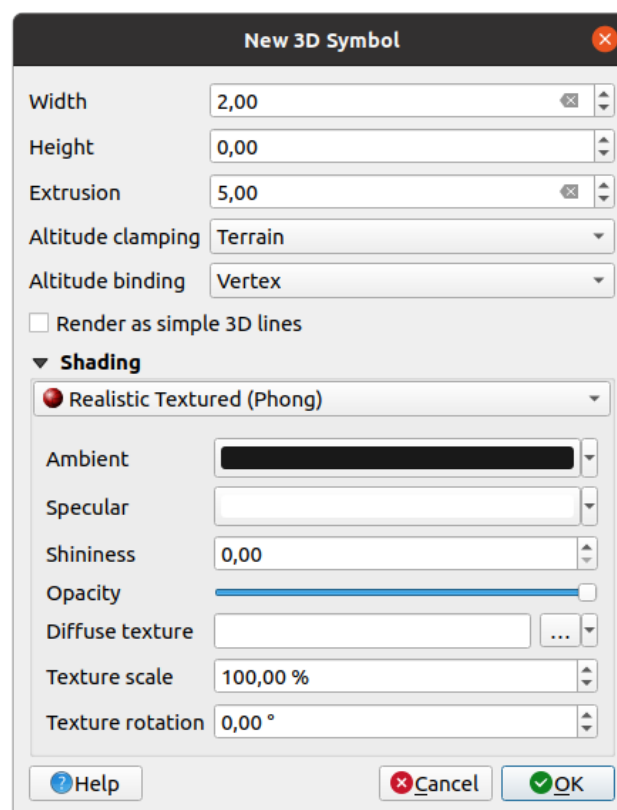 New 3D Symbol
Width 2,00
Height 0,00
Extrusion 5,00
Altitude clamping Terrain
Altitude binding Vertex
Render as simple 3D lines
Shading
Realistic Textured (Phong)
Ambient
Specular
Shininess 0,00
Opacity
Diffuse texture ...
Texture scale 100,00 %
Texture rotation 0,00 °
Help Cancel OK